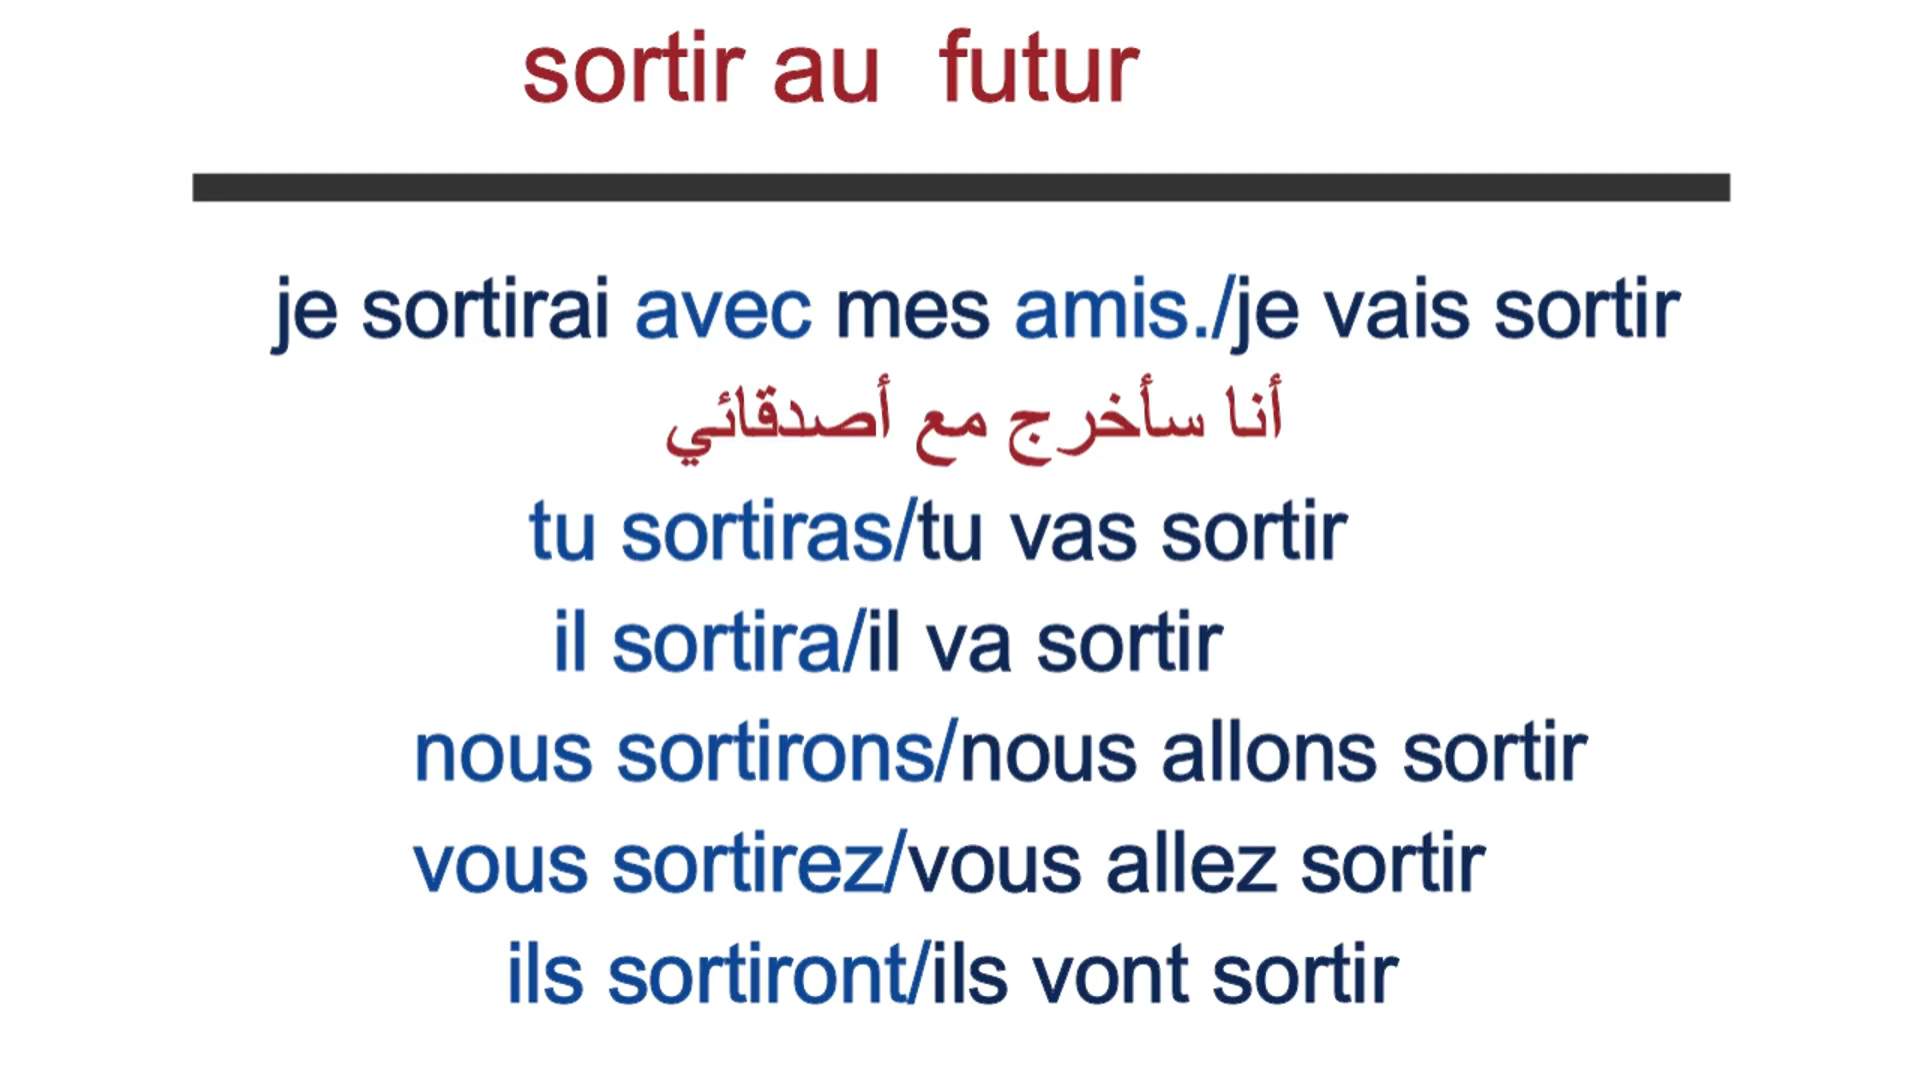 sortir au futur
je sortirai avec mes amis./je vais sortir
أنا سأخرج مع أصدقائي
tu sortiras/tu vas sortir
il sortira/il va sortir
nous sortirons/nous allons sortir
vous sortirez/vous allez sortir
ils sortiront/ils vont sortir